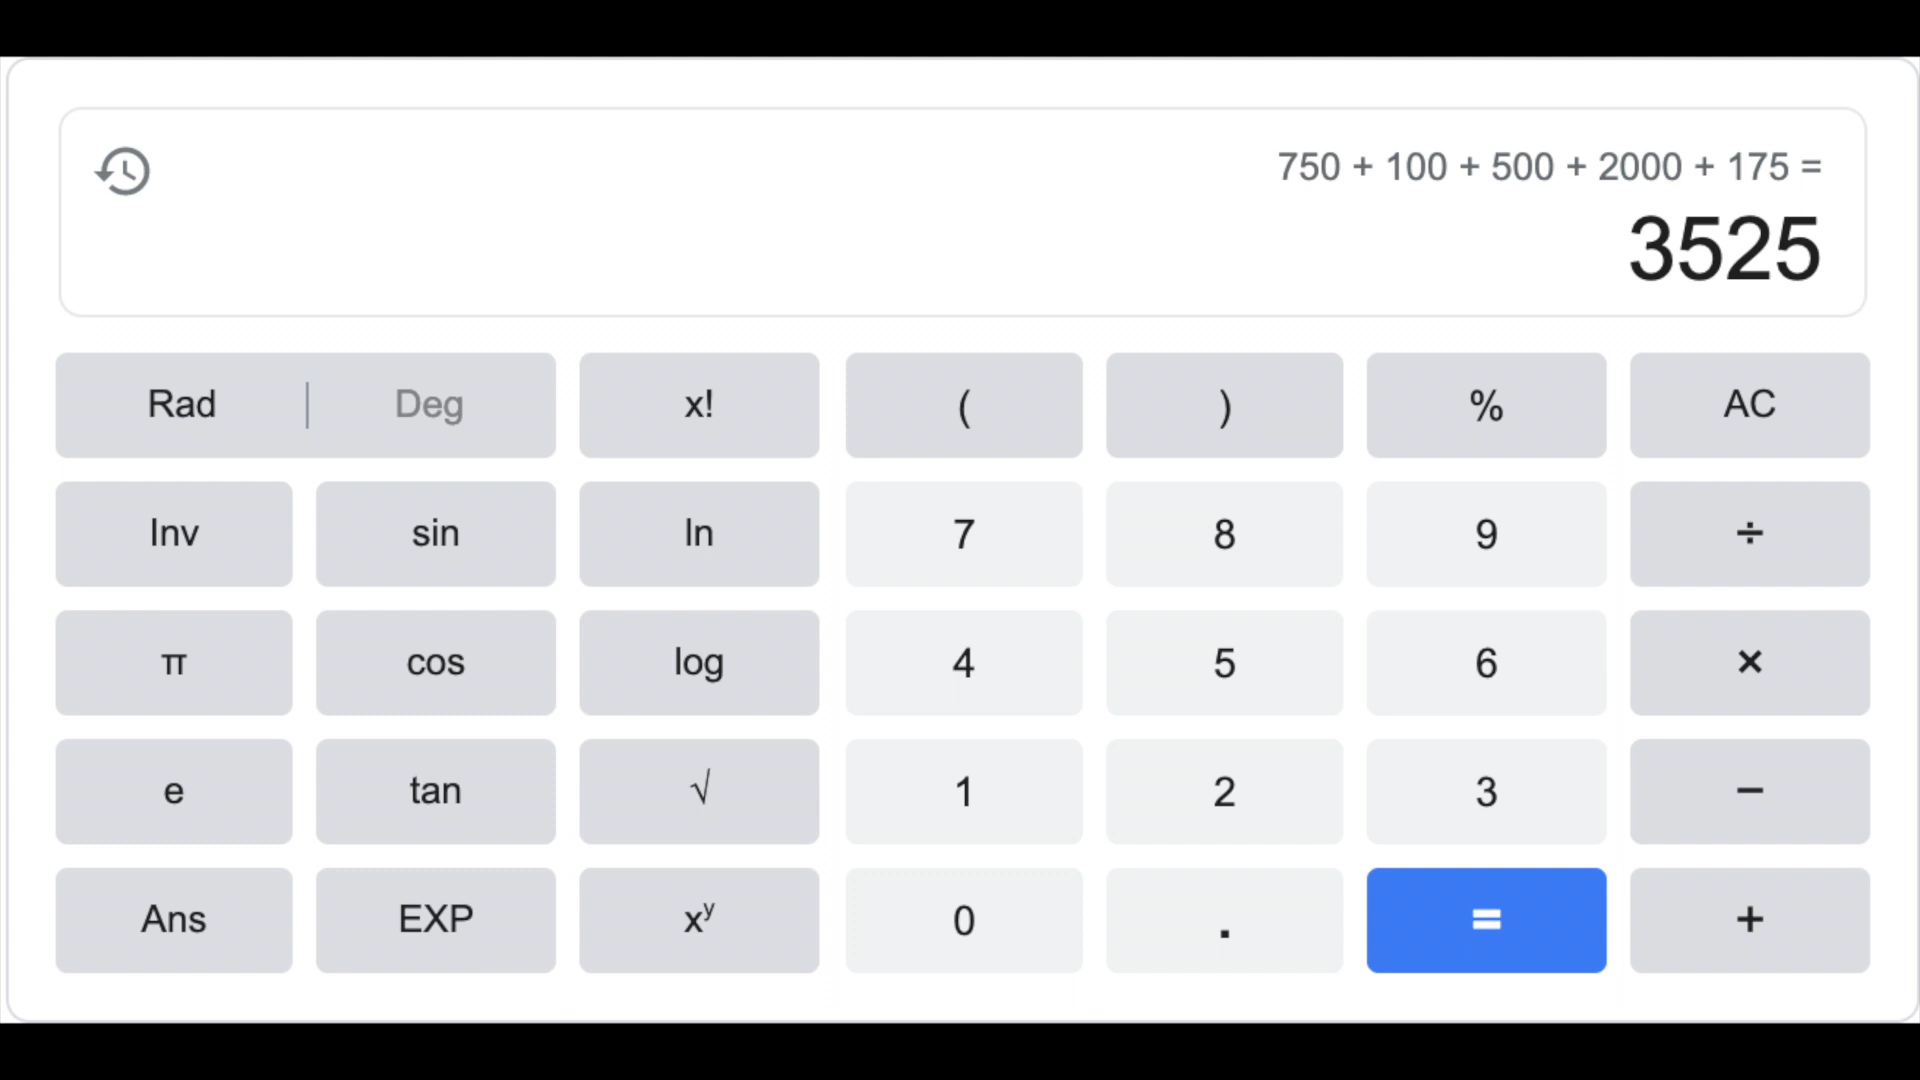 750 + 100 + 500 + 2000 + 175 =
3525
Rad | Deg x! ( ) % AC
Inv sin ln 7 8 9 ÷
π cos log 4 5 6 ×
e tan √ 1 2 3 −
Ans EXP xʸ 0 . = +